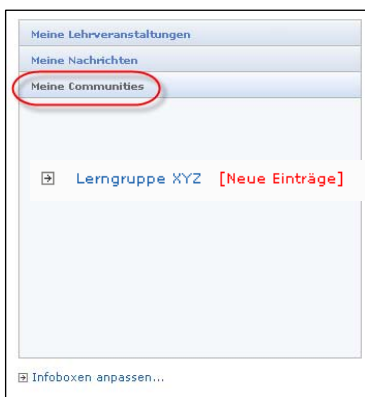 Meine Lehrveranstaltungen
Meine Nachrichten
Meine Communities
Lerngruppe XYZ [Neue Einträge]
Infoboxen anpassen...